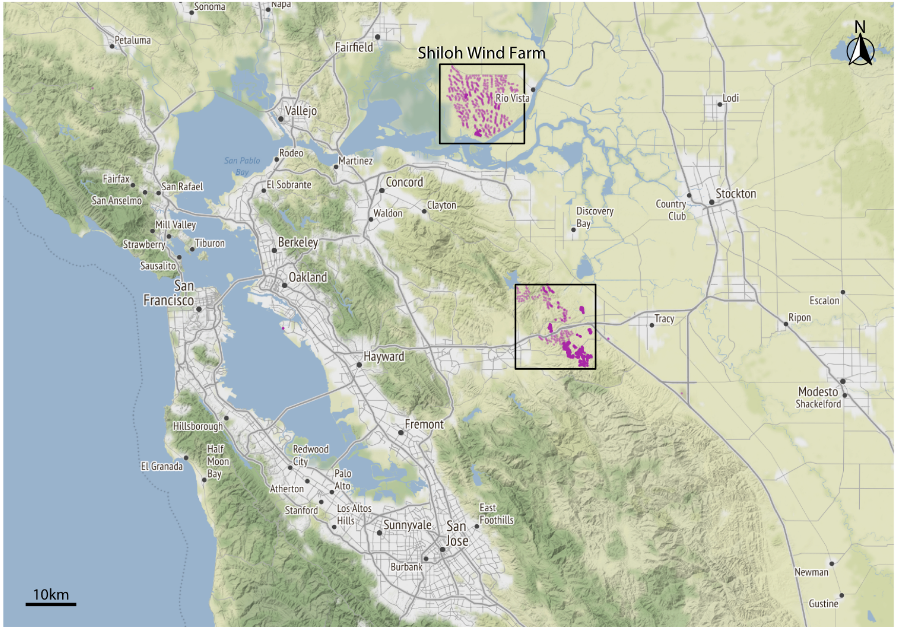 Sonoma
Napa
Petaluma
Fairfield
N
Shiloh Wind Farm
Rio Vista
Lodi
Vallejo
San Pablo
Bay
Rodeo
Martinez
Fairfax
San Rafael
El Sobrante
Concord
San Anselmo
Clayton
Stockton
Country
Club
Waldon
Discovery
Bay
Mill Valley
Strawberry
Tiburon
Berkeley
Sausalito
Oakland
San
Francisco
Escalon
Tracy
Ripon
Hayward
Modesto
Shackelford
Hillsborough
Fremont
Half
Moon
Bay
Redwood
City
El Granada
Palo
Alto
Atherton
Stanford
Los Altos
Hills
East
Foothills
Sunnyvale
San
Jose
Burbank
Newman
10km
Gustine